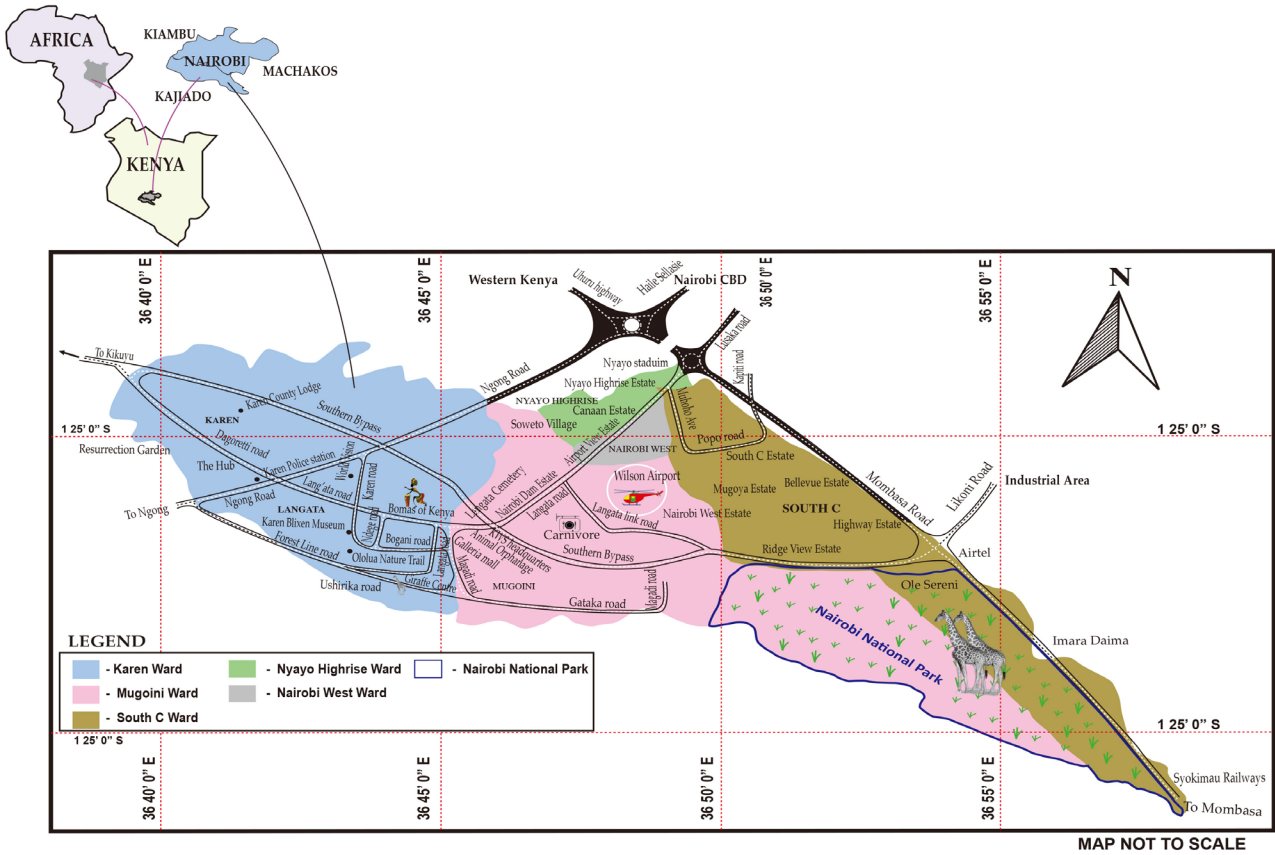 AFRICA
KIAMBU
NAIROBI
MACHAKOS
KAJIADO
KENYA
36 40' 0" E
36 45' 0" E
36 50' 0" E
36 55' 0" E
N
Western Kenya
Uhuru highway
Haile Sellasie
Nairobi CBD
Lusaka road
Kapiti road
To Kikuyu
Ngong Road
Nyayo staduim
Nyayo Highrise Estate
NYAYO HIGHRISE
Canaan Estate
Soweto Village
Airport View Estate
NAIROBI WEST
Muhoho Ave
Popo road
South C Estate
1 25' 0" S
1 25' 0" S
Karen County Lodge
KAREN
Southern Bypass
Dagoretti road
Resurrection Garden
The Hub
Karen Police station
World Vision
Karen road
Lang'ata road
Ngong Road
To Ngong
LANGATA
Bomas of Kenya
Karen Blixen Museum
Ndege road
Bogani road
Forest Line road
Ololua Nature Trail
Langata road
Giraffe Centre
Ushirika road
Langata Cemetery
Nairobi Dam Estate
Langata road
Wilson Airport
Langata link road
Nairobi West Estate
Carnivore
KWS headquarters
Animal Orphanage
Galleria mall
Southern Bypass
Magadi road
MUGOINI
Gataka road
Magadi road
Mugoya Estate
Bellevue Estate
SOUTH C
Highway Estate
Ridge View Estate
Mombasa Road
Likoni Road
Industrial Area
Airtel
Ole Sereni
Nairobi National Park
Imara Daima
Syokimau Railways
To Mombasa
LEGEND
- Karen Ward
- Nyayo Highrise Ward
- Nairobi National Park
- Mugoini Ward
- Nairobi West Ward
- South C Ward
1 25' 0" S
1 25' 0" S
36 40' 0" E
36 45' 0" E
36 50' 0" E
36 55' 0" E
MAP NOT TO SCALE